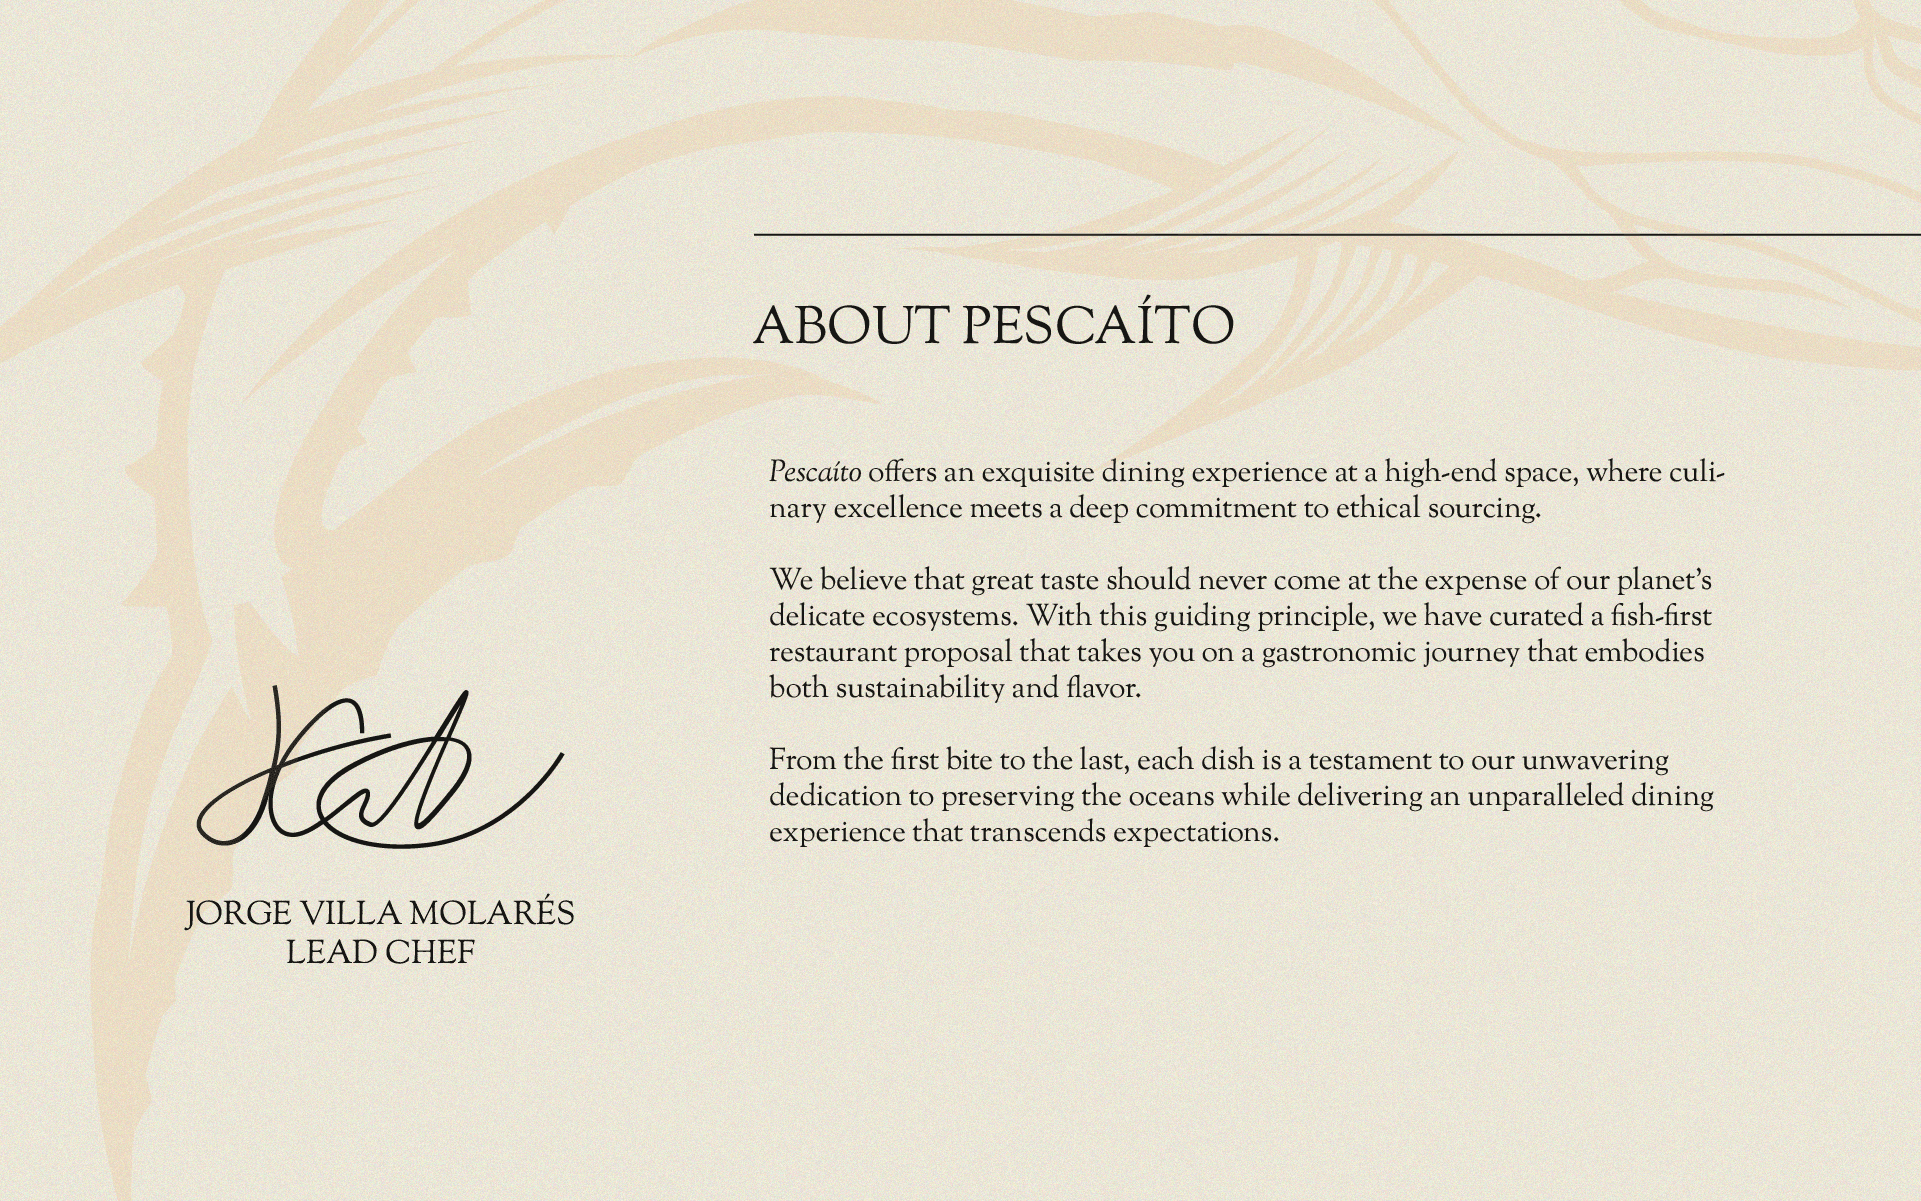 ABOUT PESCAÍTO
Pescaíto offers an exquisite dining experience at a high-end space, where culi-
nary excellence meets a deep commitment to ethical sourcing.
We believe that great taste should never come at the expense of our planet’s
delicate ecosystems. With this guiding principle, we have curated a fish-first
restaurant proposal that takes you on a gastronomic journey that embodies
both sustainability and flavor.
From the first bite to the last, each dish is a testament to our unwavering
dedication to preserving the oceans while delivering an unparalleled dining
experience that transcends expectations.
JORGE VILLA MOLARÉS
LEAD CHEF